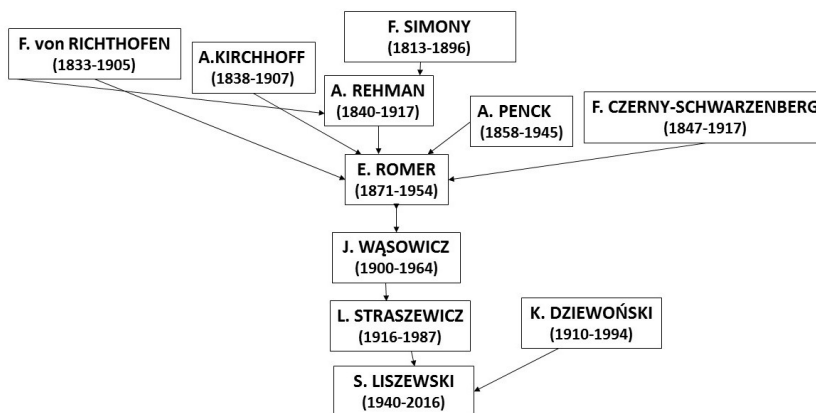 F. SIMONY
(1813-1896)
F. von RICHTHOFEN
(1833-1905)
A.KIRCHHOFF
(1838-1907)
A. REHMAN
(1840-1917)
A. PENCK
(1858-1945)
F. CZERNY-SCHWARZENBERG
(1847-1917)
E. ROMER
(1871-1954)
J. WĄSOWICZ
(1900-1964)
L. STRASZEWICZ
(1916-1987)
K. DZIEWOŃSKI
(1910-1994)
S. LISZEWSKI
(1940-2016)